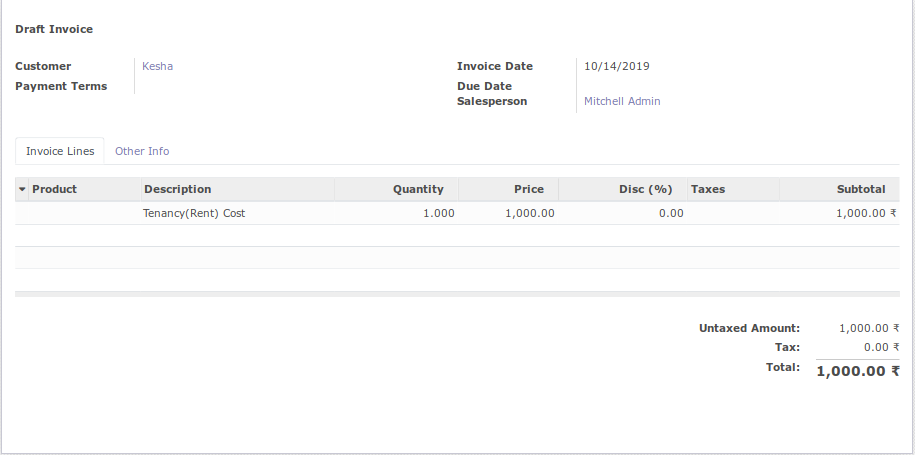 Draft Invoice
Customer Kesha Invoice Date 10/14/2019
Payment Terms Due Date
Salesperson Mitchell Admin
Invoice Lines Other Info
Product Description Quantity Price Disc (%) Taxes Subtotal
Tenancy(Rent) Cost 1.000 1,000.00 0.00 1,000.00 ₹
Untaxed Amount: 1,000.00 ₹
Tax: 0.00 ₹
Total: 1,000.00 ₹